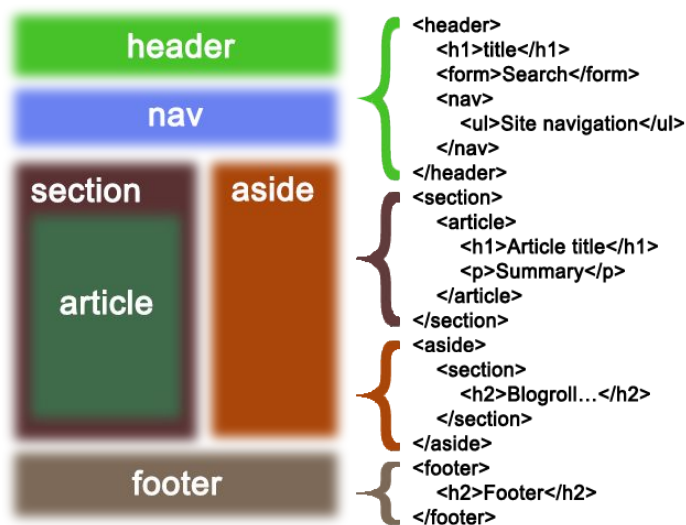 header
nav
section
aside
article
footer
<header>
<h1>title</h1>
<form>Search</form>
<nav>
<ul>Site navigation</ul>
</nav>
</header>
<section>
<article>
<h1>Article title</h1>
<p>Summary</p>
</article>
</section>
<aside>
<section>
<h2>Blogroll...</h2>
</section>
</aside>
<footer>
<h2>Footer</h2>
</footer>